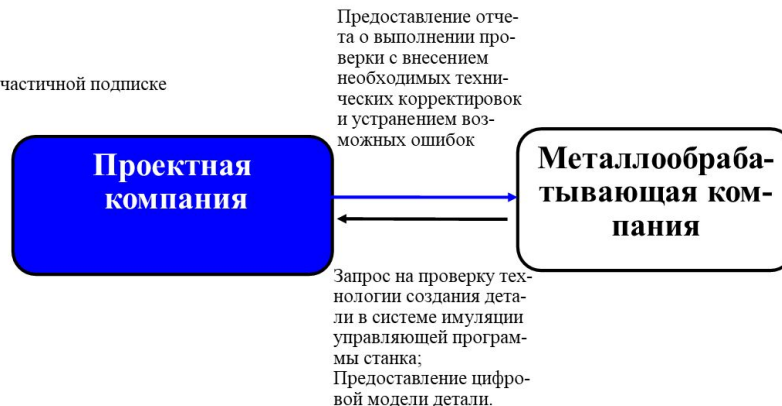 Предоставление отче-
та о выполнении про-
верки с внесением
необходимых техни-
ческих корректировок
и устранением воз-
можных ошибок
частичной подписке
Проектная
компания
Металлообраба-
тывающая ком-
пания
Запрос на проверку тех-
нологии создания дета-
ли в системе имуляции
управляющей програм-
мы станка;
Предоставление цифро-
вой модели детали.